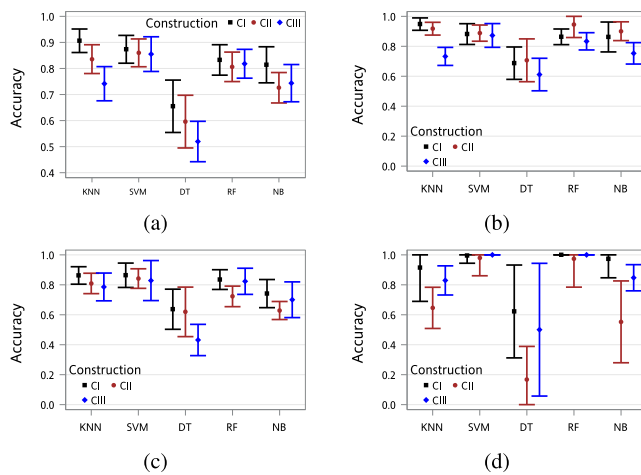 Construction CI CII CIII
Accuracy
1.0
0.9
0.8
0.7
0.6
0.5
0.4
KNN SVM DT RF NB
(a)
Accuracy
1.0
0.8
0.6
0.4
0.2
0.0
Construction
CI CII
CIII
KNN SVM DT RF NB
(b)
Accuracy
1.0
0.8
0.6
0.4
0.2
0.0
Construction
CI CII
CIII
KNN SVM DT RF NB
(c)
Accuracy
1.0
0.8
0.6
0.4
0.2
0.0
Construction
CI CII
CIII
KNN SVM DT RF NB
(d)